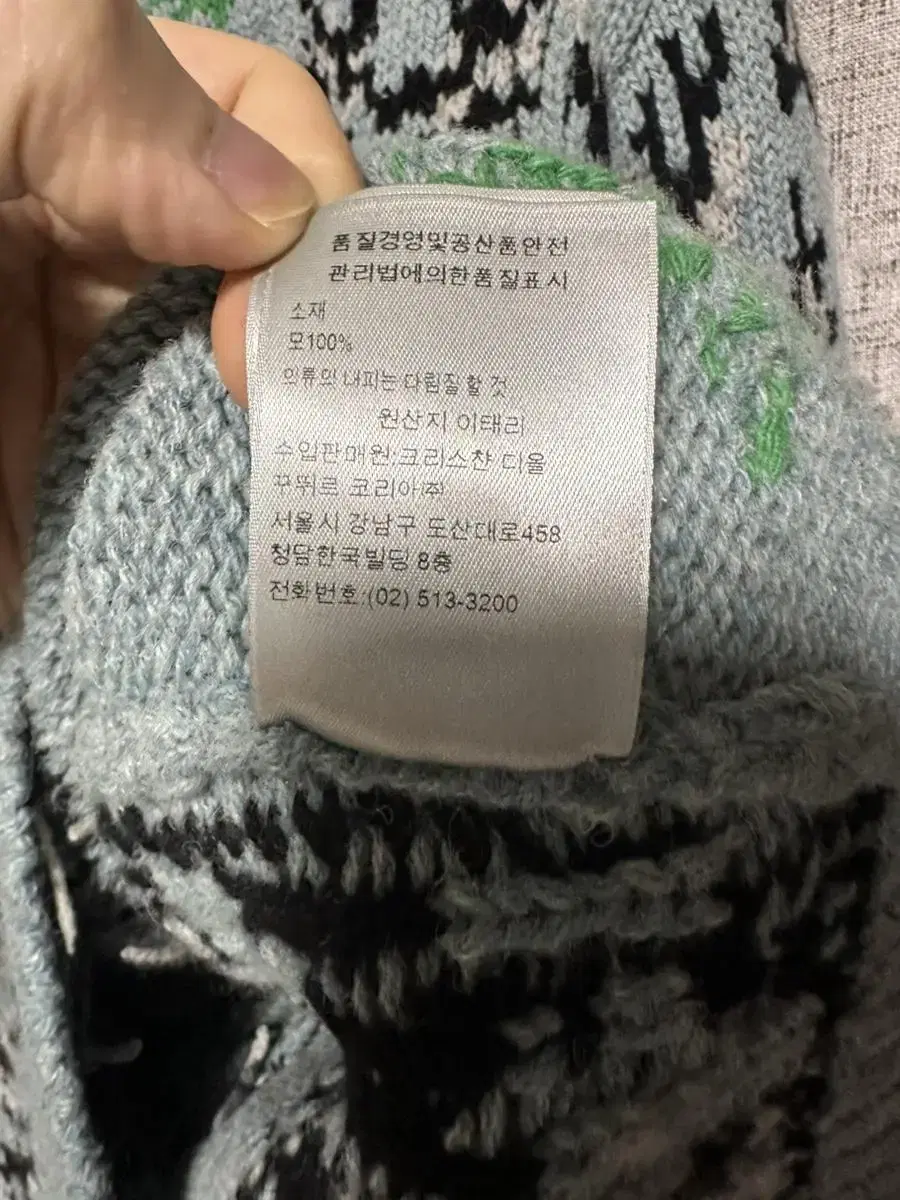 품질경영및공산품안전
관리법에의한품질표시
소재
모100%
의류의 내피는 다림질 할 것
원산지 이태리
수입판매원:크리스챤 디올
꾸뛰르 코리아㈜
서울시 강남구 도산대로458
청담한국빌딩 8층
전화번호:(02) 513-3200